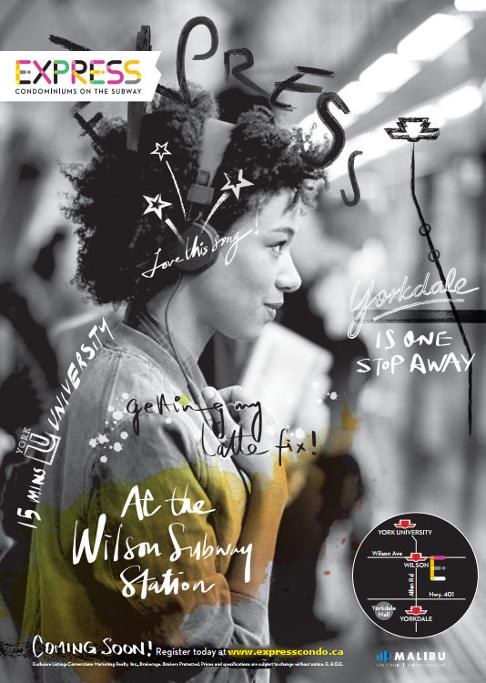 EXPRESS
EXPRESS
CONDOMINIUMS ON THE SUBWAY
Love this song!
Yorkdale
IS ONE
STOP AWAY
15 MINS YORK U UNIVERSITY
getting my
latte fix!
At the
Wilson Subway
Station
YORK UNIVERSITY
Wilson Ave
WILSON
E
Allen Rd
Hwy. 401
Yorkdale
Mall
YORKDALE
COMING SOON! Register today at www.expresscondo.ca
Exclusive Listing: Cornerstone Marketing Realty Inc., Brokerage. Brokers Protected. Prices and specifications are subject to change without notice. E. & O.E.
MALIBU